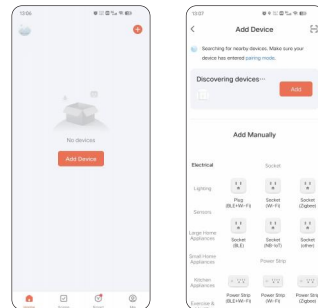 13:06
No devices
Add Device
13:07
Add Device
Searching for nearby devices. Make sure your
device has entered pairing mode.
Discovering devices...
Add
Add Manually
Electrical
Socket
Lighting
Plug
(BLE+Wi-Fi)
Socket
(Wi-Fi)
Socket
(Zigbee)
Sensors
Large Home
Appliances
Socket
(BLE)
Socket
(NB-IoT)
Socket
(other)
Small Home
Appliances
Power Strip
Kitchen
Appliances
Power Strip
(BLE+Wi-Fi)
Power Strip
(Wi-Fi)
Power Strip
(Zigbee)
Exercise &